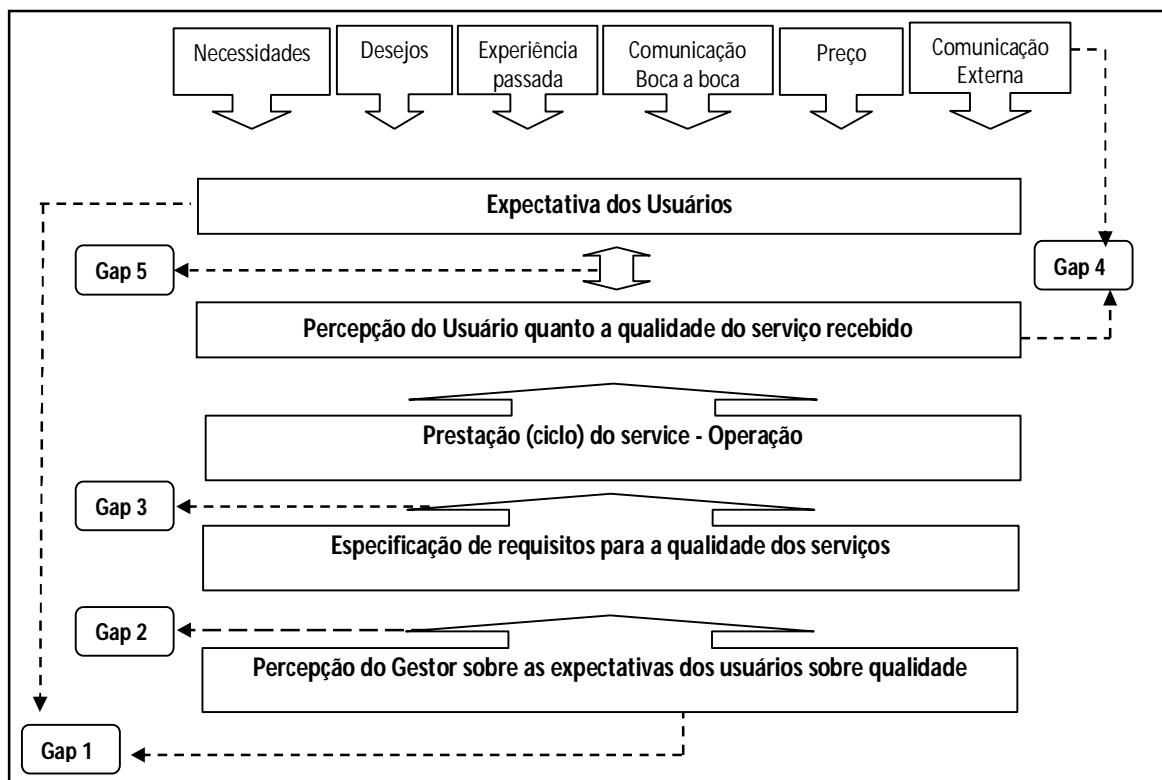 Necessidades
Desejos
Experiência
passada
Comunicação
Boca a boca
Preço
Comunicação
Externa
Expectativa dos Usuários
Gap 5
Gap 4
Percepção do Usuário quanto a qualidade do serviço recebido
Prestação (ciclo) do service - Operação
Gap 3
Especificação de requisitos para a qualidade dos serviços
Gap 2
Percepção do Gestor sobre as expectativas dos usuários sobre qualidade
Gap 1